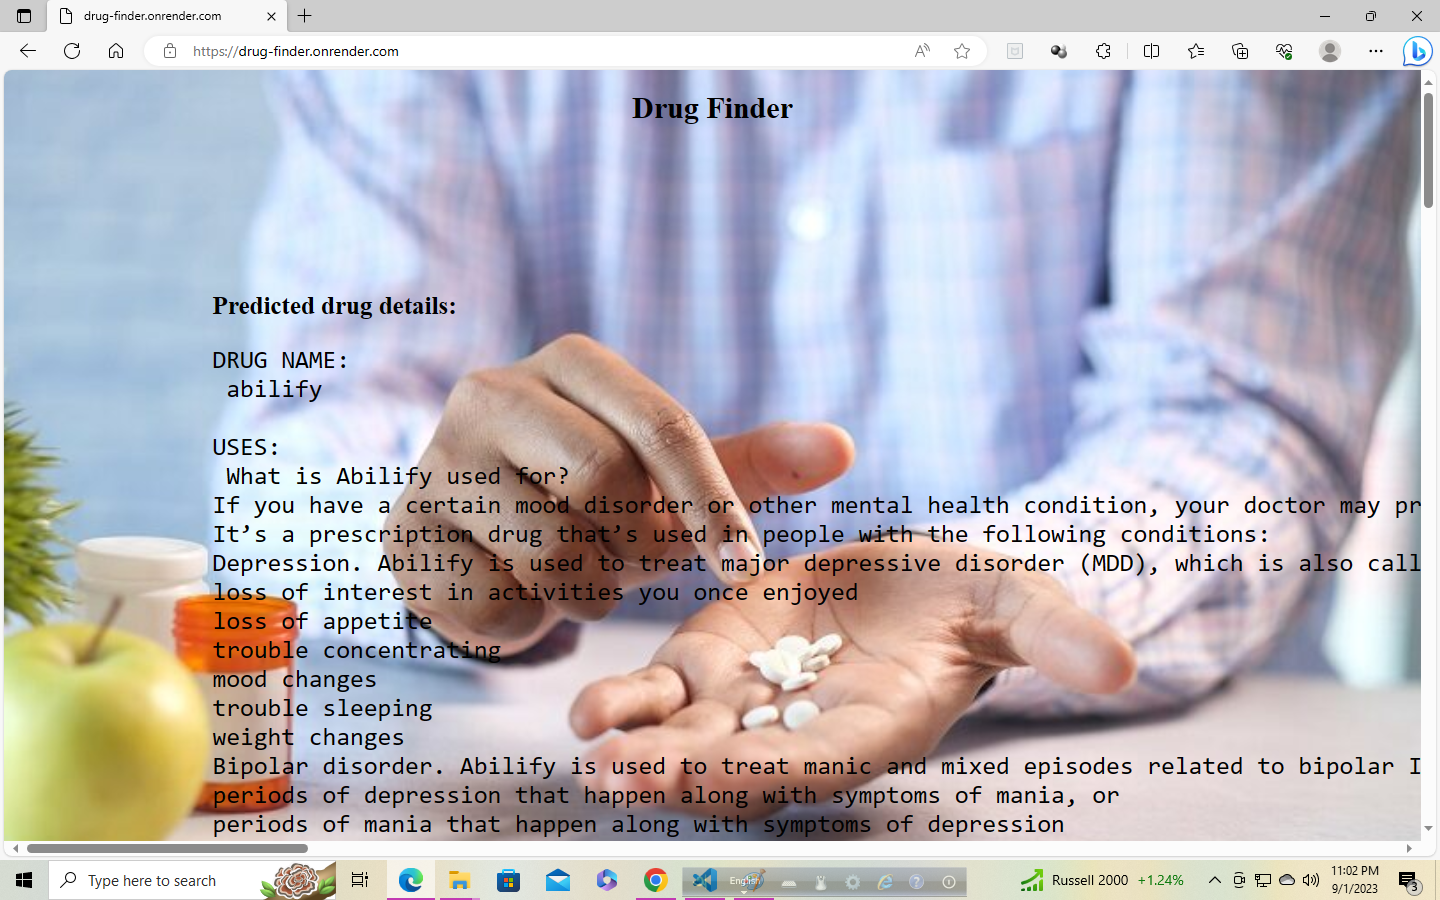 drug-finder.onrender.com
https://drug-finder.onrender.com
Drug Finder
Predicted drug details:
DRUG NAME:
abilify
USES:
What is Abilify used for?
If you have a certain mood disorder or other mental health condition, your doctor may pr
It’s a prescription drug that’s used in people with the following conditions:
Depression. Abilify is used to treat major depressive disorder (MDD), which is also call
loss of interest in activities you once enjoyed
loss of appetite
trouble concentrating
mood changes
trouble sleeping
weight changes
Bipolar disorder. Abilify is used to treat manic and mixed episodes related to bipolar I
periods of depression that happen along with symptoms of mania, or
periods of mania that happen along with symptoms of depression
Type here to search
English
Russell 2000 +1.24%
11:02 PM
9/1/2023
3